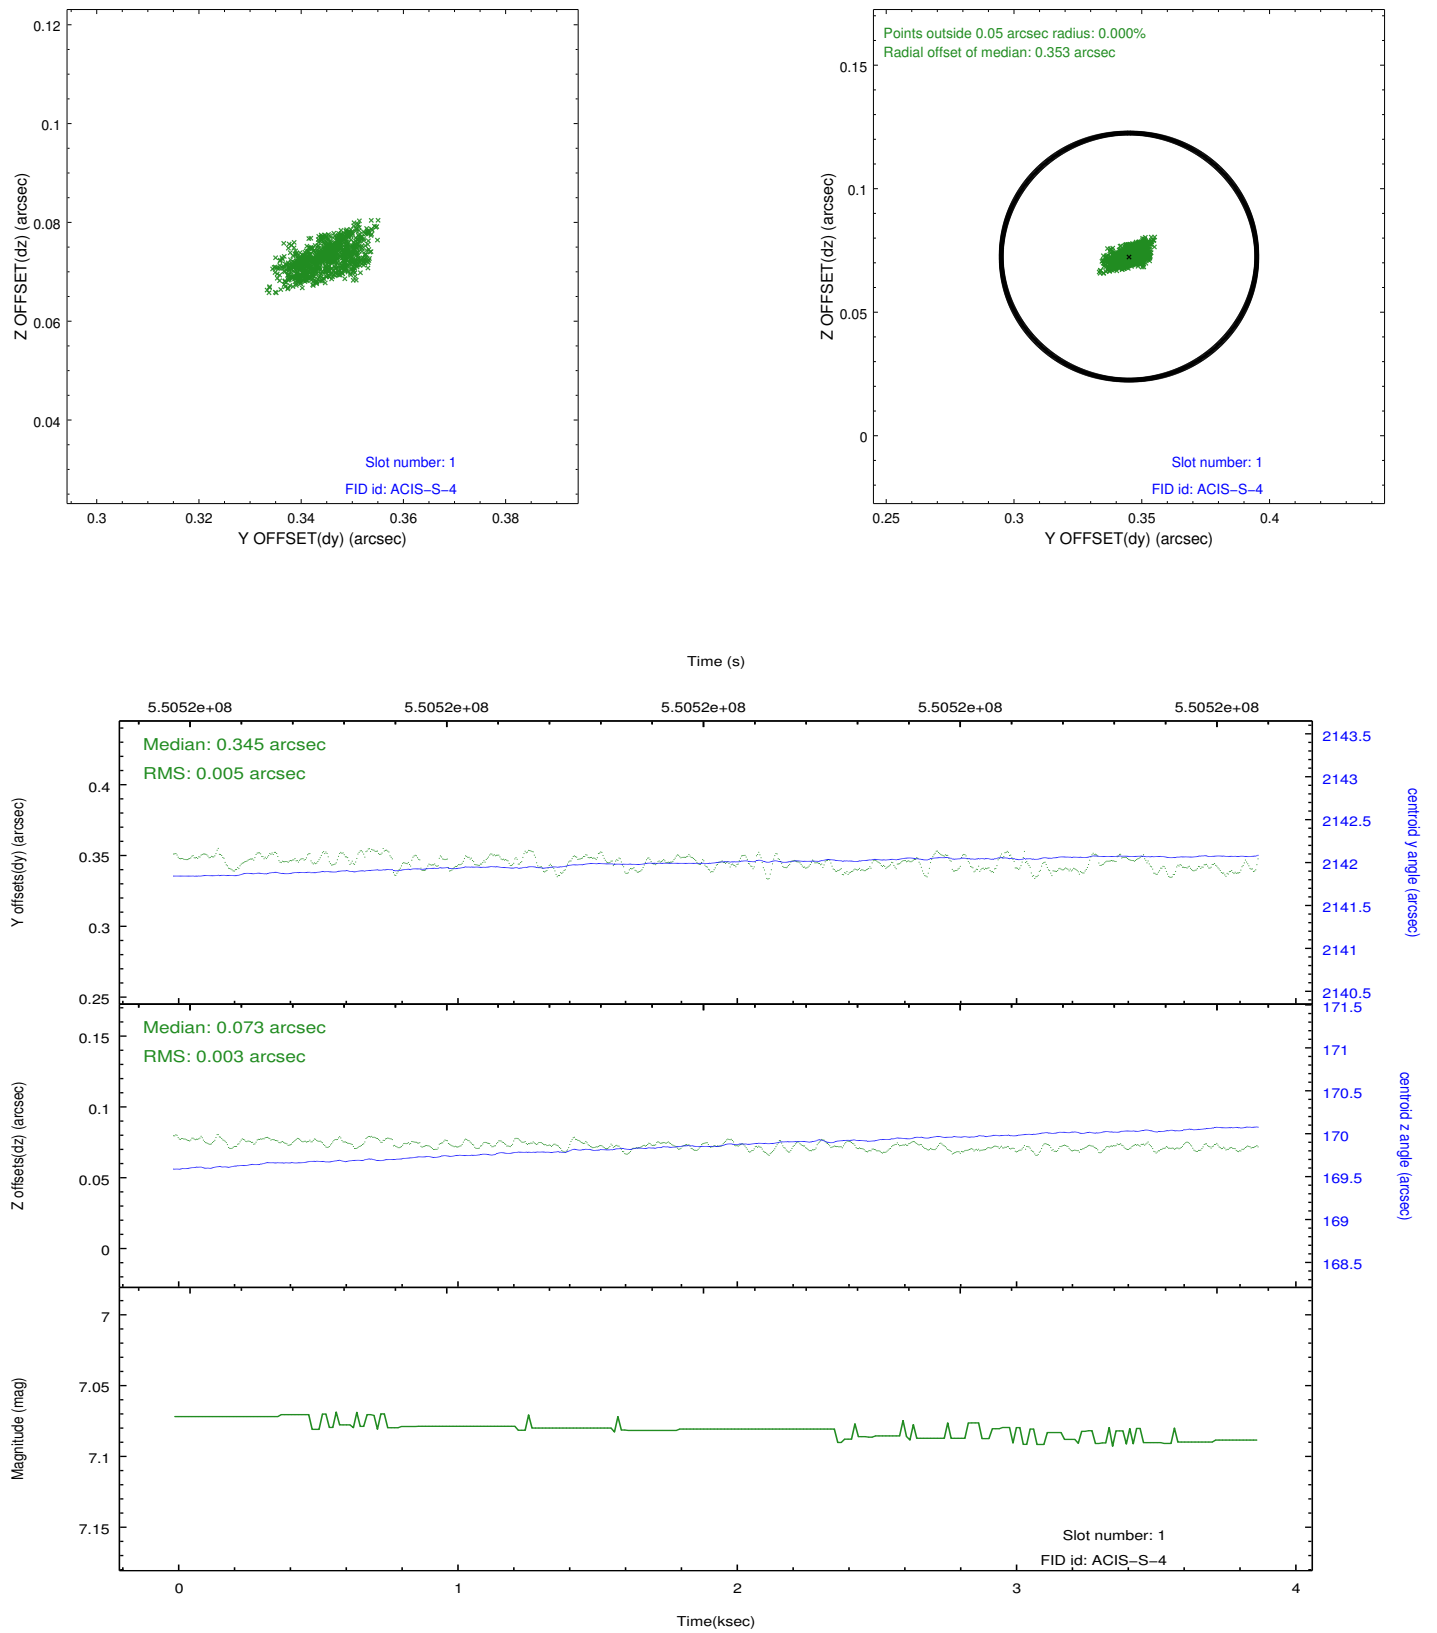 0.12
0.1
0.08
0.06
0.04
Z OFFSET(dz) (arcsec)
Slot number: 1
FID id: ACIS−S−4
0.3
0.32
0.34
0.36
0.38
Y OFFSET(dy) (arcsec)
Points outside 0.05 arcsec radius: 0.000%
Radial offset of median: 0.353 arcsec
0.15
0.1
0.05
0
Z OFFSET(dz) (arcsec)
Slot number: 1
FID id: ACIS−S−4
0.25
0.3
0.35
0.4
Y OFFSET(dy) (arcsec)
Time (s)
5.5052e+08
5.5052e+08
5.5052e+08
5.5052e+08
5.5052e+08
Median: 0.345 arcsec
RMS: 0.005 arcsec
0.4
0.35
0.3
0.25
Y offsets(dy) (arcsec)
2143.5
2143
2142.5
2142
2141.5
2141
2140.5
centroid y angle (arcsec)
Median: 0.073 arcsec
RMS: 0.003 arcsec
0.15
0.1
0.05
0
Z offsets(dz) (arcsec)
171.5
171
170.5
170
169.5
169
168.5
centroid z angle (arcsec)
7
7.05
7.1
7.15
Magnitude (mag)
Slot number: 1
FID id: ACIS−S−4
0
1
2
3
4
Time(ksec)